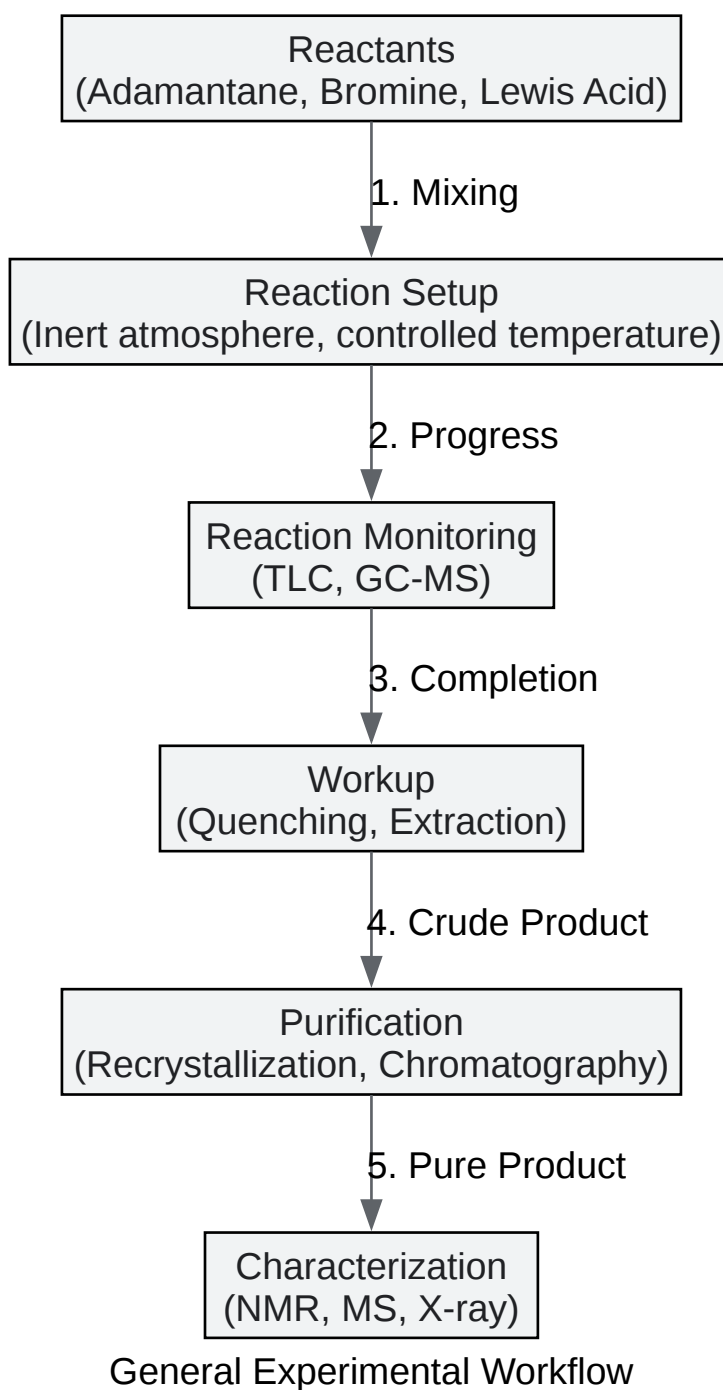 Reactants
(Adamantane, Bromine, Lewis Acid)
1. Mixing
Reaction Setup
(Inert atmosphere, controlled temperature)
2. Progress
Reaction Monitoring
(TLC, GC-MS)
3. Completion
Workup
(Quenching, Extraction)
4. Crude Product
Purification
(Recrystallization, Chromatography)
5. Pure Product
Characterization
(NMR, MS, X-ray)
General Experimental Workflow